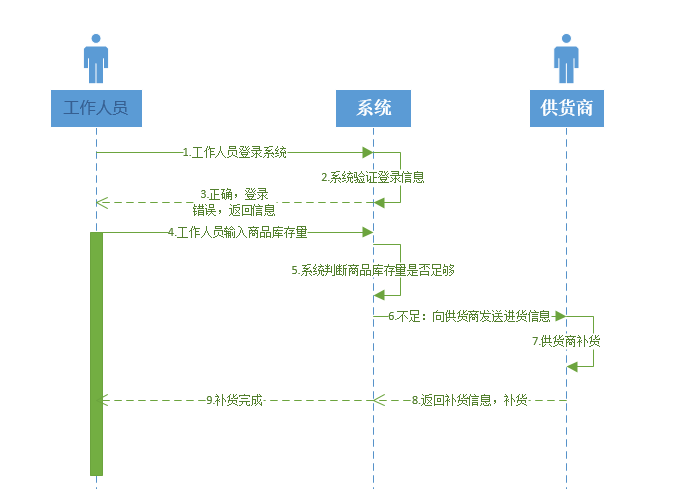 工作人员
系统
供货商
1.工作人员登录系统
2.系统验证登录信息
3.正确，登录
错误，返回信息
4.工作人员输入商品库存量
5.系统判断商品库存量是否足够
6.不足：向供货商发送进货信息
7.供货商补货
9.补货完成
8.返回补货信息，补货